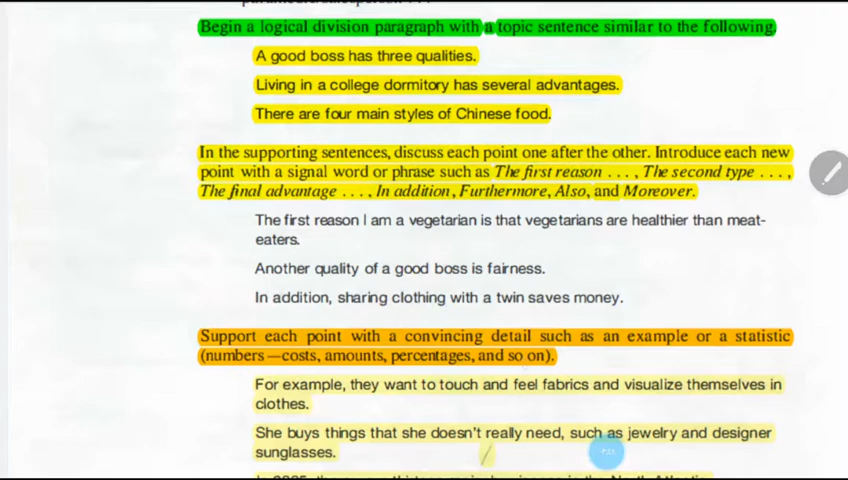 Begin a logical division paragraph with a topic sentence similar to the following.
A good boss has three qualities.
Living in a college dormitory has several advantages.
There are four main styles of Chinese food.
In the supporting sentences, discuss each point one after the other. Introduce each new
point with a signal word or phrase such as The first reason . . . , The second type . . . ,
The final advantage . . . , In addition, Furthermore, Also, and Moreover.
The first reason I am a vegetarian is that vegetarians are healthier than meat-
eaters.
Another quality of a good boss is fairness.
In addition, sharing clothing with a twin saves money.
Support each point with a convincing detail such as an example or a statistic
(numbers—costs, amounts, percentages, and so on).
For example, they want to touch and feel fabrics and visualize themselves in
clothes.
She buys things that she doesn't really need, such as jewelry and designer
sunglasses.